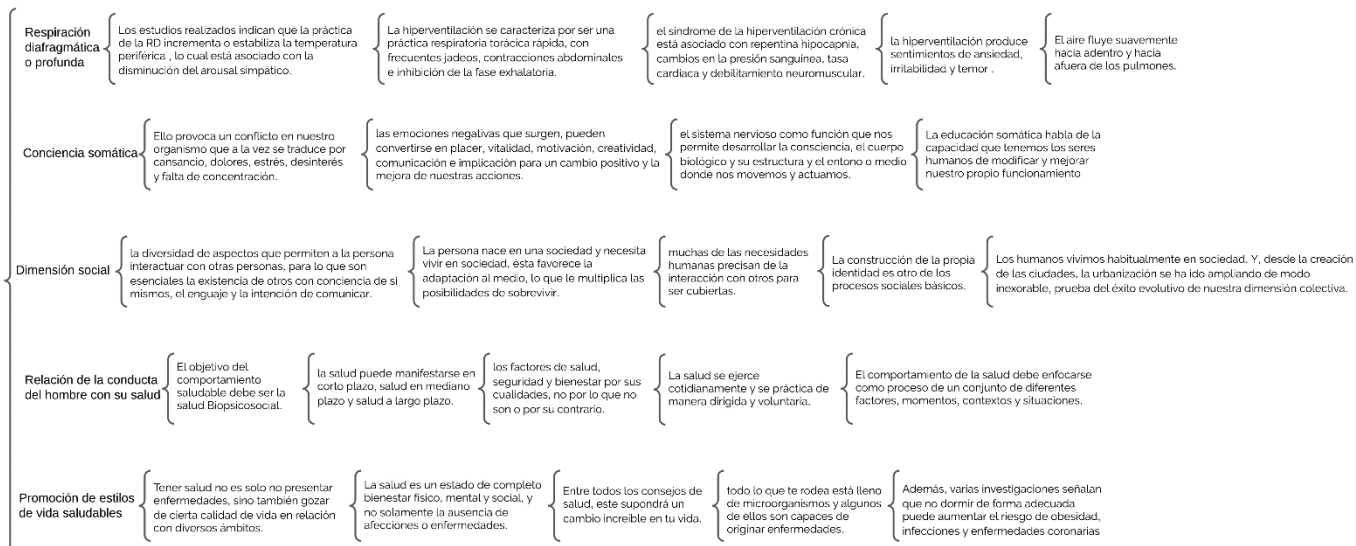 Respiración
diafragmática
o profunda
Los estudios realizados indican que la práctica
de la RD incrementa o estabiliza la temperatura
periférica , lo cual está asociado con la
disminución del arousal simpático.
La hiperventilación se caracteriza por ser una
práctica respiratoria torácica rápida, con
frecuentes jadeos, contracciones abdominales
e inhibición de la fase exhalatoria.
el síndrome de la hiperventilación crónica
está asociado con repentina hipocapnia,
cambios en la presión sanguínea, tasa
cardiaca y debilitamiento neuromuscular.
la hiperventilación produce
sentimientos de ansiedad,
irritabilidad y temor .
El aire fluye suavemente
hacia adentro y hacia
afuera de los pulmones.
Conciencia somática
Ello provoca un conflicto en nuestro
organismo que a la vez se traduce por
cansancio, dolores, estrés, desinterés
y falta de concentración.
las emociones negativas que surgen, pueden
convertirse en placer, vitalidad, motivación, creatividad,
comunicación e implicación para un cambio positivo y la
mejora de nuestras acciones.
el sistema nervioso como función que nos
permite desarrollar la consciencia, el cuerpo
biológico y su estructura y el entono o medio
donde nos movemos y actuamos.
La educación somática habla de la
capacidad que tenemos los seres
humanos de modificar y mejorar
nuestro propio funcionamiento
Dimensión social
la diversidad de aspectos que permiten a la persona
interactuar con otras personas, para lo que son
esenciales la existencia de otros con conciencia de sí
mismos, el enguaje y la intención de comunicar.
La persona nace en una sociedad y necesita
vivir en sociedad, ésta favorece la
adaptación al medio, lo que le multiplica las
posibilidades de sobrevivir.
muchas de las necesidades
humanas precisan de la
interacción con otros para
ser cubiertas.
La construcción de la propia
identidad es otro de los
procesos sociales básicos.
Los humanos vivimos habitualmente en sociedad. Y, desde la creación
de las ciudades, la urbanización se ha ido ampliando de modo
inexorable, prueba del éxito evolutivo de nuestra dimensión colectiva.
Relación de la conducta
del hombre con su salud
El objetivo del
comportamiento
saludable debe ser la
salud Biopsicosocial.
la salud puede manifestarse en
corto plazo, salud en mediano
plazo y salud a largo plazo.
los factores de salud,
seguridad y bienestar por sus
cualidades, no por lo que no
son o por su contrario.
La salud se ejerce
cotidianamente y se práctica de
manera dirigida y voluntaria.
El comportamiento de la salud debe enfocarse
como proceso de un conjunto de diferentes
factores, momentos, contextos y situaciones.
Promoción de estilos
de vida saludables
Tener salud no es solo no presentar
enfermedades, sino también gozar
de cierta calidad de vida en relación
con diversos ámbitos.
La salud es un estado de completo
bienestar físico, mental y social, y
no solamente la ausencia de
afecciones o enfermedades.
Entre todos los consejos de
salud, este supondrá un
cambio increíble en tu vida.
todo lo que te rodea está lleno
de microorganismos y algunos
de ellos son capaces de
originar enfermedades.
Además, varias investigaciones señalan
que no dormir de forma adecuada
puede aumentar el riesgo de obesidad,
infecciones y enfermedades coronarias